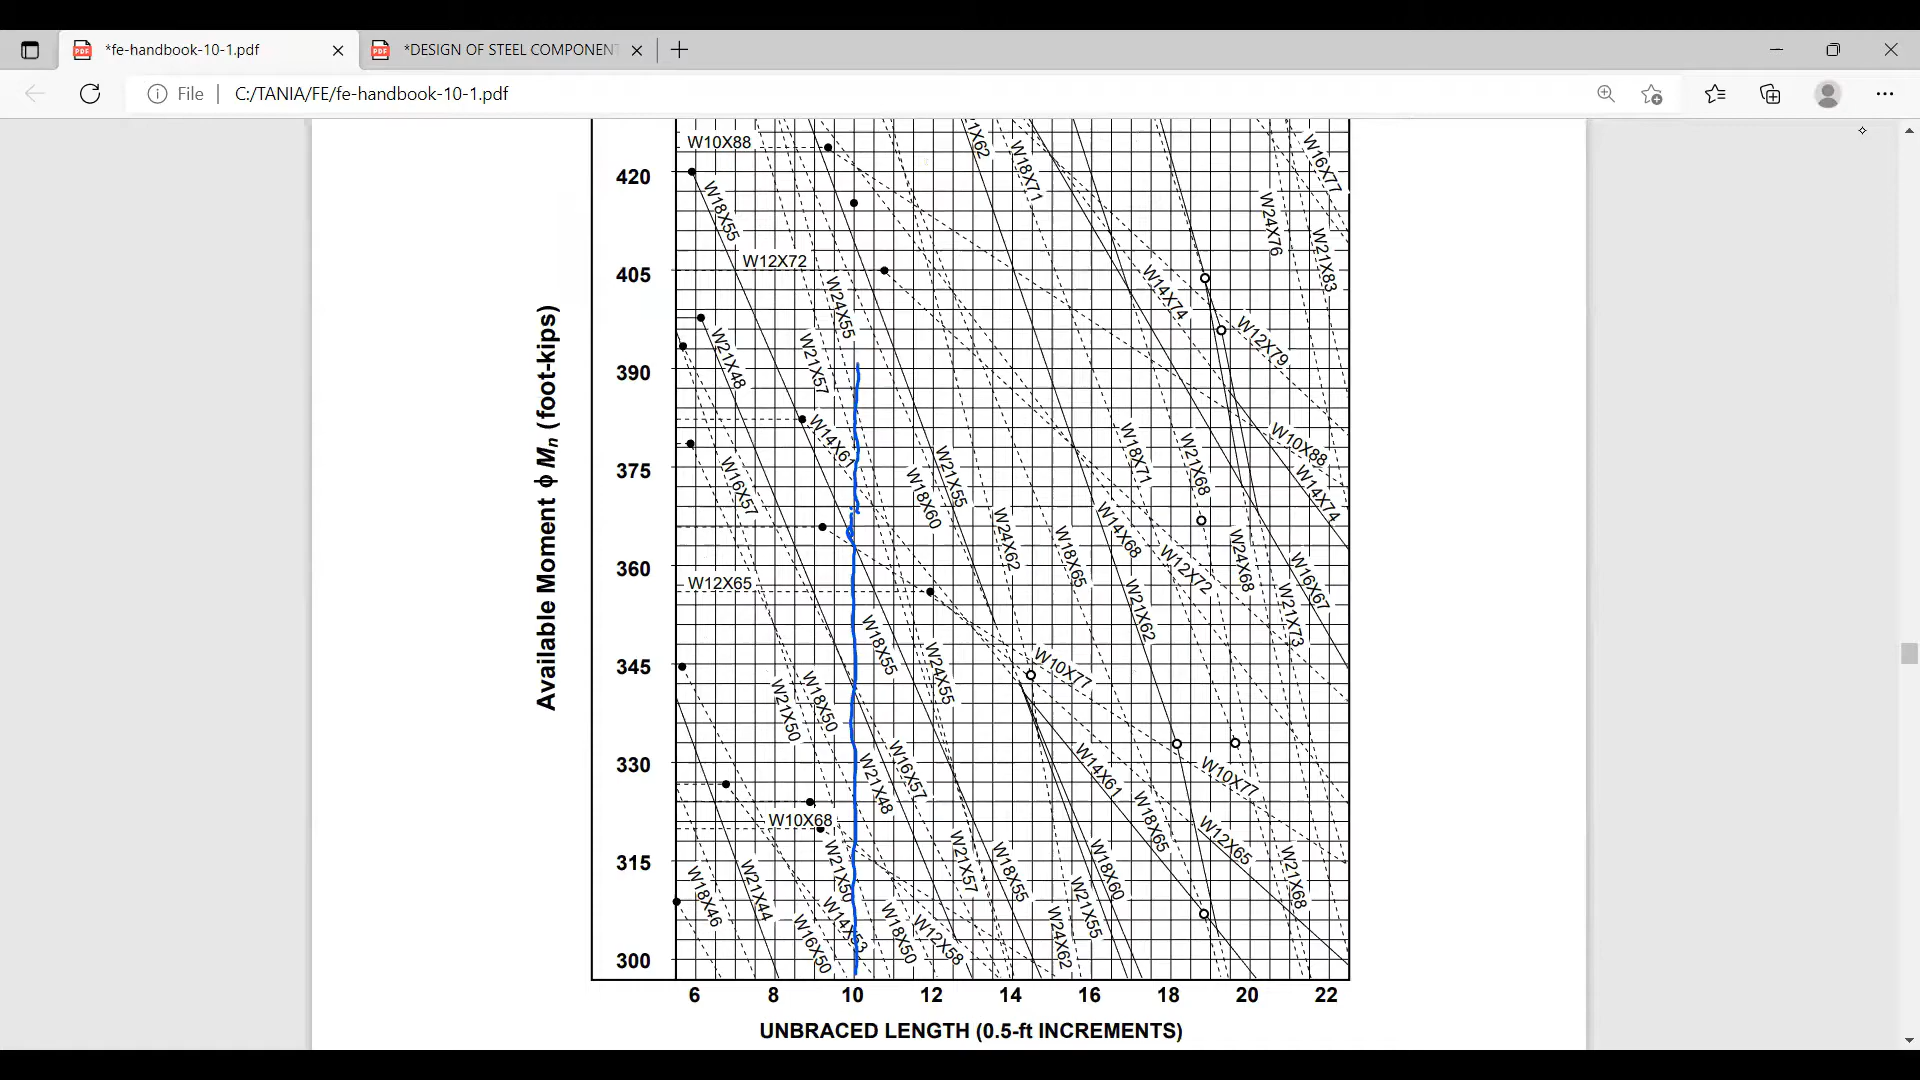 *fe-handbook-10-1.pdf
*DESIGN OF STEEL COMPONENT
File
C:/TANIA/FE/fe-handbook-10-1.pdf
W10X88
1X62
W18X71
W16X77
420
W18X55
W24X76
W21X83
405
W12X72
W24X55
W14X74
W12X79
Available Moment ϕ Mn (foot-kips)
390
W21X48
W21X57
375
W14X61
W16X57
W21X55
W18X60
W18X71
W21X68
W10X88
W14X74
360
W12X65
W24X62
W18X65
W14X68
W12X72
W24X68
W16X67
W21X62
W21X73
345
W18X55
W24X55
W10X77
W21X50
W18X50
330
W21X48
W16X57
W14X61
W10X77
W18X65
W12X65
W10X68
315
W18X46
W21X44
W21X50
W21X57
W18X55
W18X60
W21X68
W16X50
W14X53
W18X50
W12X58
W24X62
W21X55
300
6 8 10 12 14 16 18 20 22
UNBRACED LENGTH (0.5-ft INCREMENTS)